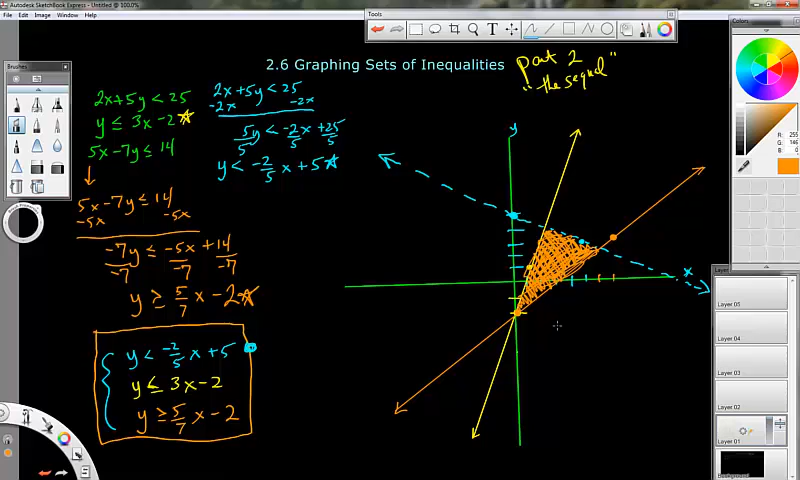 Autodesk SketchBook Express - Untitled @ 100.0%
File Edit Image Window Help
Tools
T
Brushes
Colors
R 255
G 146
B 0
2.6 Graphing Sets of Inequalities
part 2
"the sequel"
2x+5y<25
y ≤ 3x-2 ☆
5x-7y≤14
5x-7y≤14
-5x -5x
-7y ≤ -5x+14
-7 -7 -7
y ≥ 5/7 x - 2 ☆
2x+5y<25
-2x -2x
5y < -2x+25
5 5 5
y < -2/5 x + 5 ☆
y < -2/5 x + 5
y ≤ 3x - 2
y ≥ 5/7 x - 2
y
x
Layer 05
Layer 04
Layer 03
Layer 02
Layer 01
Background